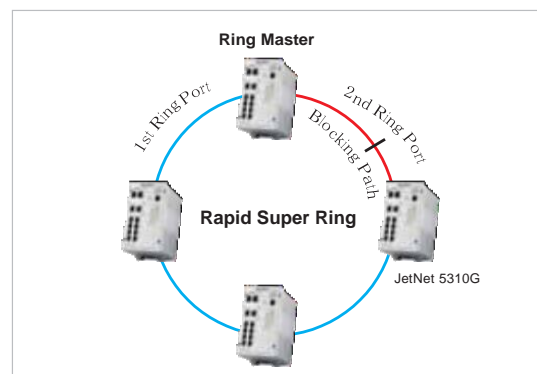 Ring Master
1st Ring Port
2nd Ring Port
Blocking Path
Rapid Super Ring
JetNet 5310G